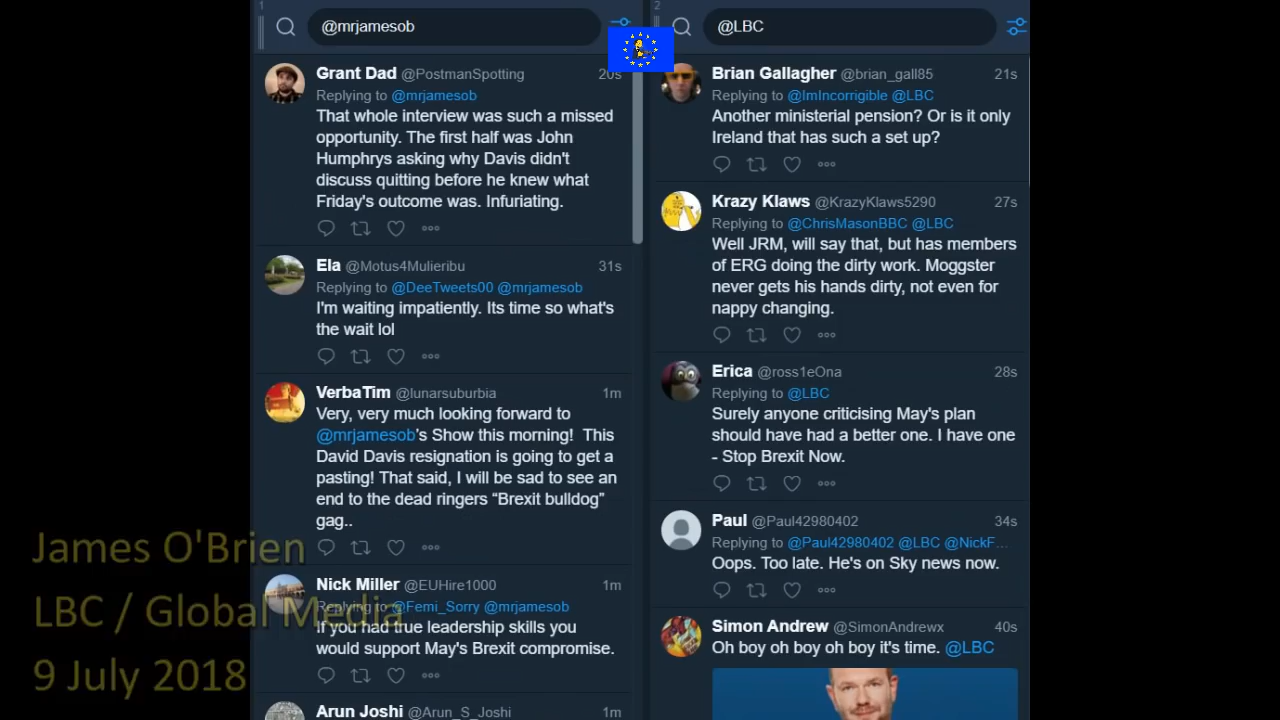 1
@mrjamesob
Grant Dad @PostmanSpotting 20s
Replying to @mrjamesob
That whole interview was such a missed
opportunity. The first half was John
Humphrys asking why Davis didn't
discuss quitting before he knew what
Friday's outcome was. Infuriating.
Ela @Motus4Mulieribu 31s
Replying to @DeeTweets00 @mrjamesob
I'm waiting impatiently. Its time so what's
the wait lol
VerbaTim @lunarsuburbia 1m
Very, very much looking forward to
@mrjamesob's Show this morning! This
David Davis resignation is going to get a
pasting! That said, I will be sad to see an
end to the dead ringers “Brexit bulldog”
gag..
Nick Miller @EUHire1000 1m
Replying to @Femi_Sorry @mrjamesob
If you had true leadership skills you
would support May's Brexit compromise.
Arun Joshi @Arun_S_Joshi 1m
2
@LBC
Brian Gallagher @brian_gall85 21s
Replying to @ImIncorrigible @LBC
Another ministerial pension? Or is it only
Ireland that has such a set up?
Krazy Klaws @KrazyKlaws5290 27s
Replying to @ChrisMasonBBC @LBC
Well JRM, will say that, but has members
of ERG doing the dirty work. Moggster
never gets his hands dirty, not even for
nappy changing.
Erica @ross1eOna 28s
Replying to @LBC
Surely anyone criticising May's plan
should have had a better one. I have one
- Stop Brexit Now.
Paul @Paul42980402 34s
Replying to @Paul42980402 @LBC @NickF...
Oops. Too late. He's on Sky news now.
Simon Andrew @SimonAndrewx 40s
Oh boy oh boy oh boy it's time. @LBC
James O'Brien
LBC / Global Media
9 July 2018